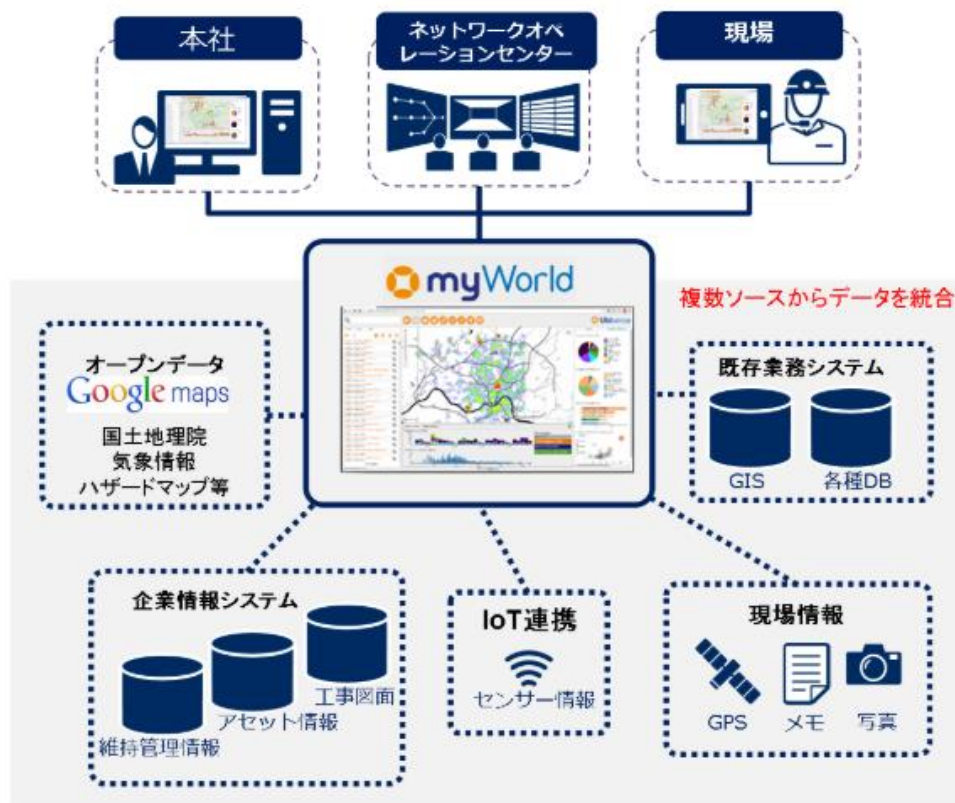 本社
ネットワークオペ
レーションセンター
現場
myWorld
複数ソースからデータを統合
オープンデータ
Google maps
国土地理院
気象情報
ハザードマップ等
既存業務システム
GIS
各種DB
企業情報システム
工事図面
アセット情報
維持管理情報
IoT連携
センサー情報
現場情報
GPS
メモ
写真